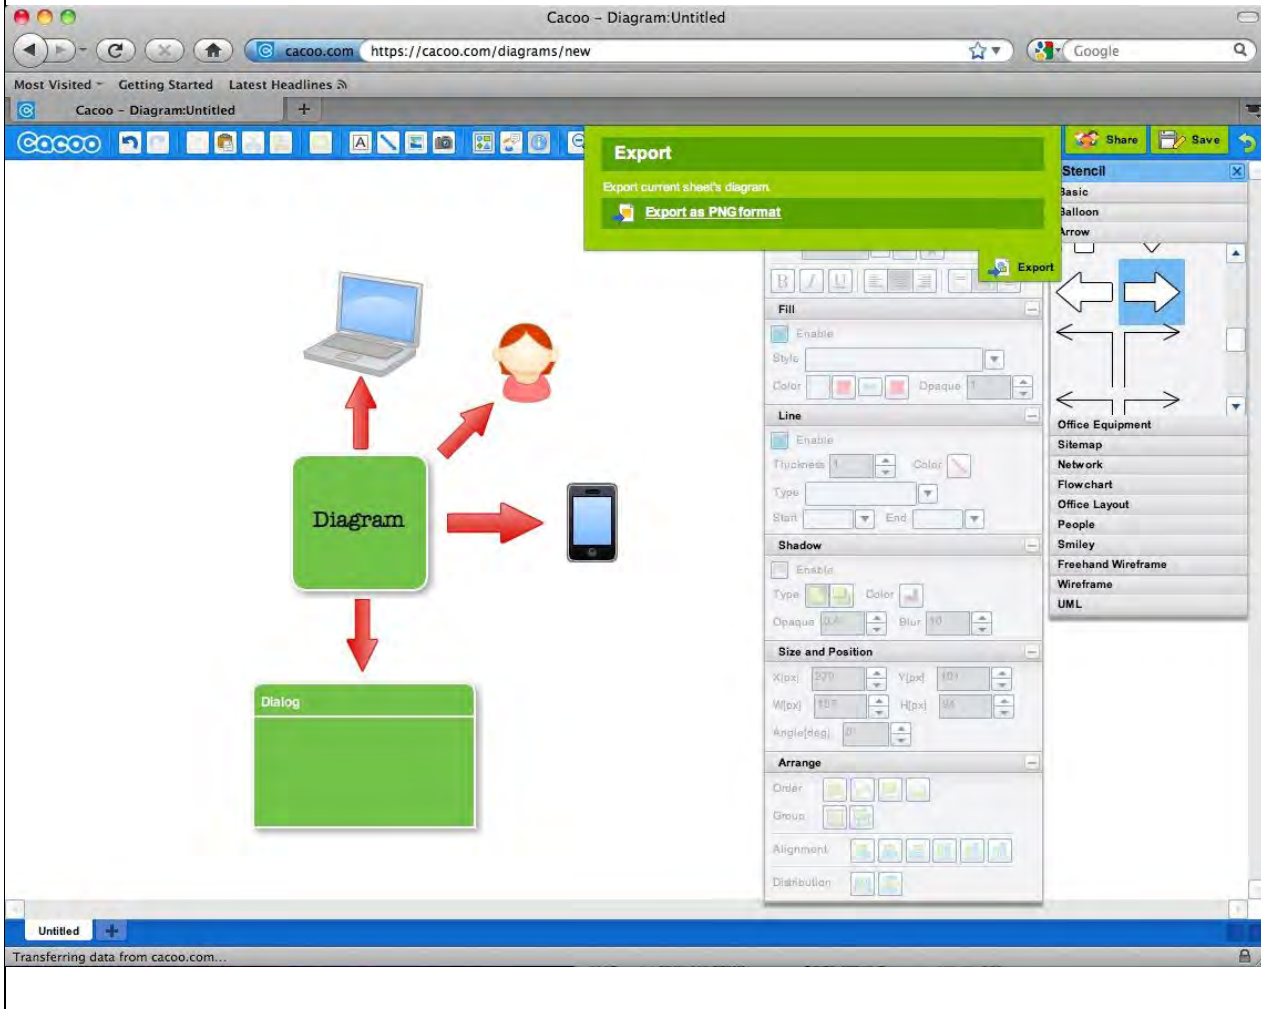 Cacoo – Diagram:Untitled
cacoo.com https://cacoo.com/diagrams/new Google
Most Visited Getting Started Latest Headlines
Cacoo – Diagram:Untitled +
Cacoo A Share Save
Export
Export current sheet's diagram.
Export as PNG format
Export
Stencil
Basic
Balloon
Arrow
Office Equipment
Sitemap
Network
Flowchart
Office Layout
People
Smiley
Freehand Wireframe
Wireframe
UML
B I U
Fill
Enable
Style
Color Opaque 1
Line
Enable
Thickness 1 Color
Type
Start End
Shadow
Enable
Type Color
Opaque Blur 10
Size and Position
X[px] Y[px]
W[px] H[px]
Angle[deg]
Arrange
Order
Group
Alignment
Distribution
Diagram
Dialog
Untitled +
Transferring data from cacoo.com...